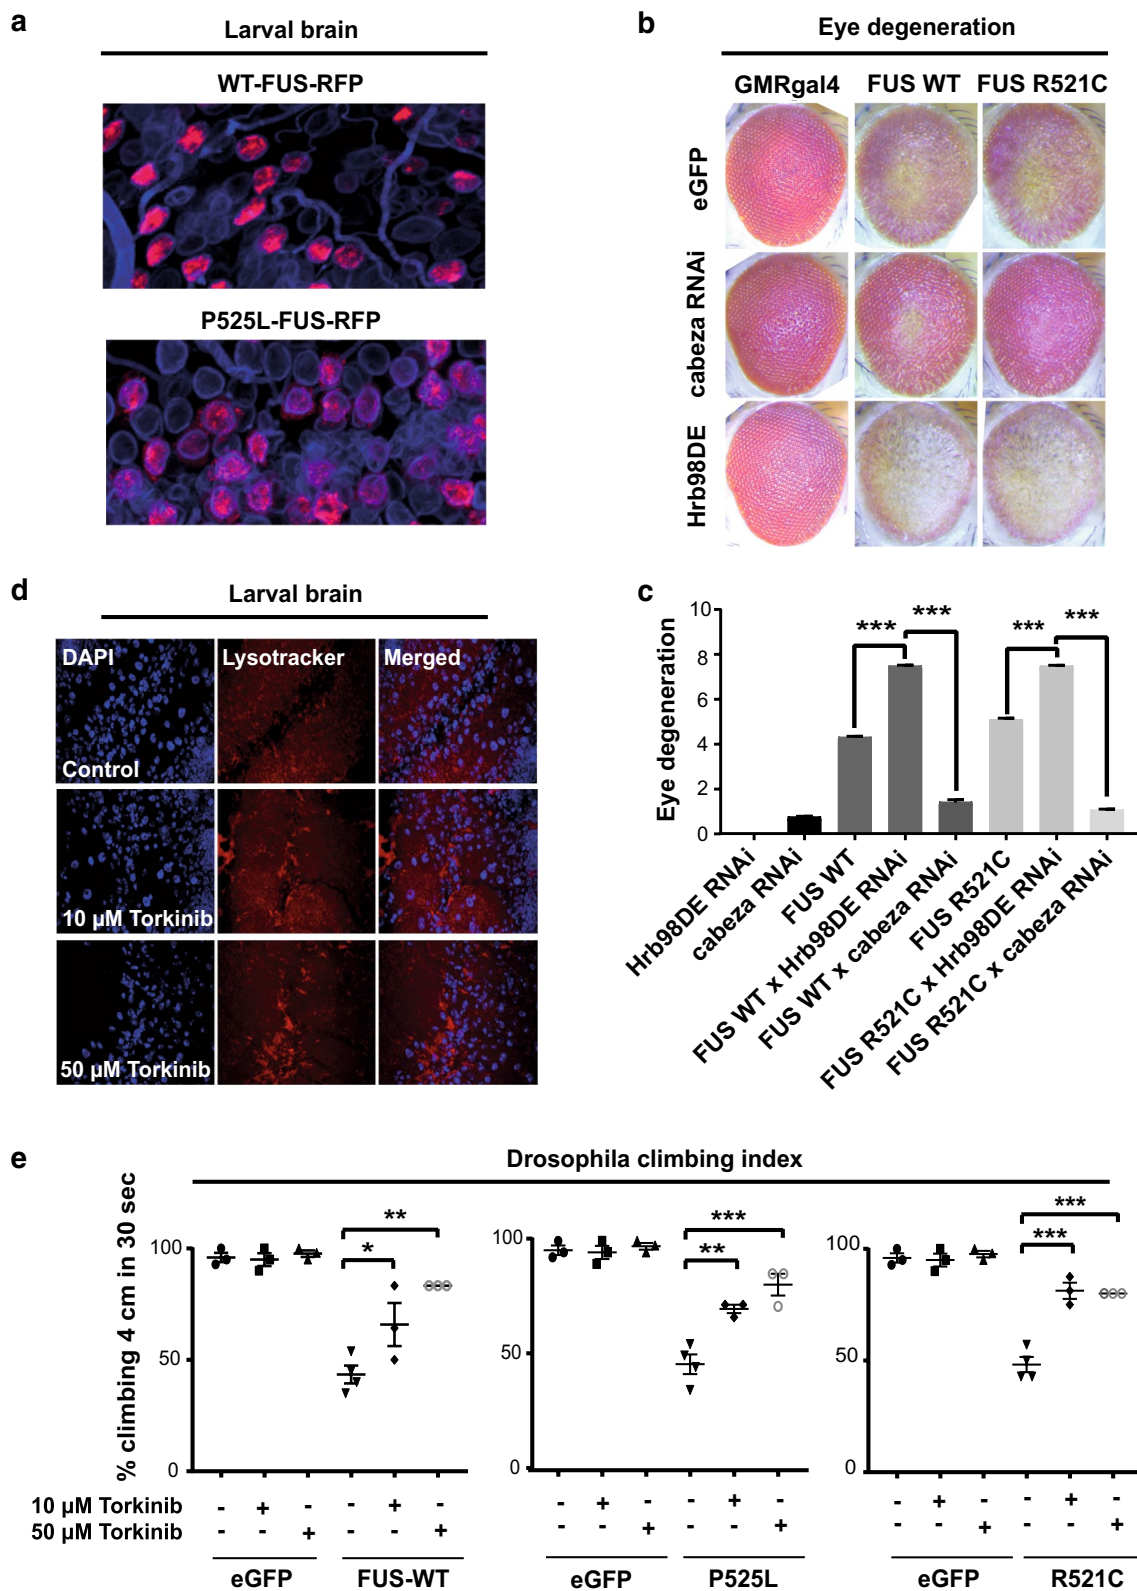 a
Larval brain
WT-FUS-RFP
P525L-FUS-RFP
b
Eye degeneration
GMRgal4 FUS WT FUS R521C
eGFP
cabeza RNAi
Hrb98DE
d
Larval brain
DAPI Lysotracker Merged
Control
10 µM Torkinib
50 µM Torkinib
c
Eye degeneration
10
8
6
4
2
0
*** *** *** ***
Hrb98DE RNAi
cabeza RNAi
FUS WT
FUS WT x Hrb98DE RNAi
FUS WT x cabeza RNAi
FUS R521C
FUS R521C x Hrb98DE RNAi
FUS R521C x cabeza RNAi
e
Drosophila climbing index
% climbing 4 cm in 30 sec
100
50
0
**
*
100
50
0
***
**
100
50
0
***
***
10 µM Torkinib - + - - + - - + - - + - - + - - + -
50 µM Torkinib - - + - - + - - + - - + - - + - - +
eGFP FUS-WT eGFP P525L eGFP R521C